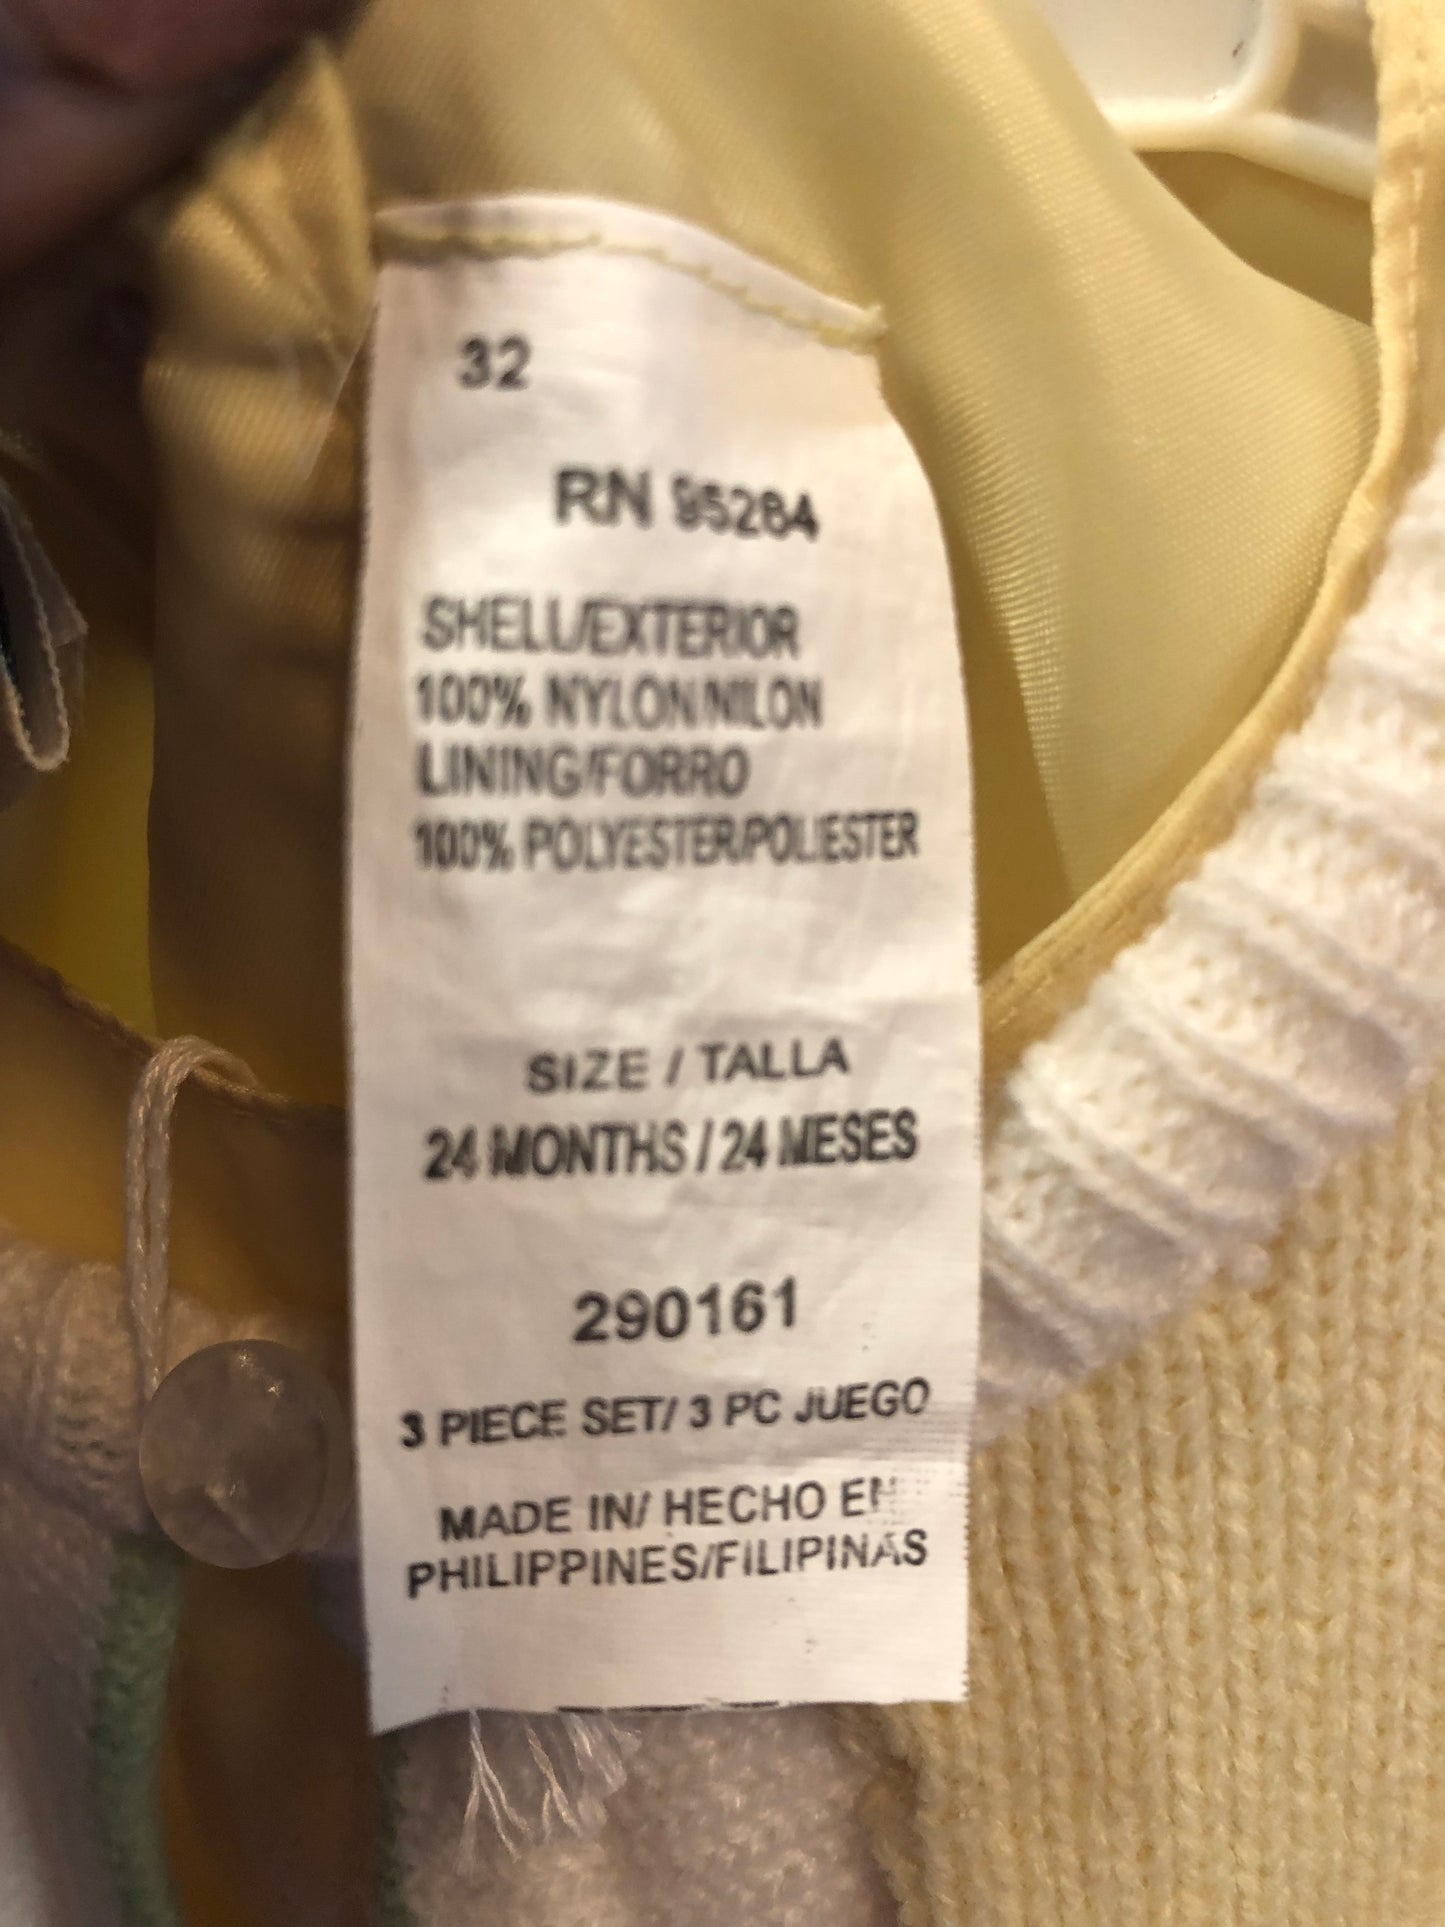 32
RN 95284
SHELL/EXTERIOR
100% NYLON/NILON
LINING/FORRO
100% POLYESTER/POLIESTER
SIZE / TALLA
24 MONTHS / 24 MESES
290161
3 PIECE SET/ 3 PC JUEGO
MADE IN/ HECHO EN
PHILIPPINES/FILIPINAS